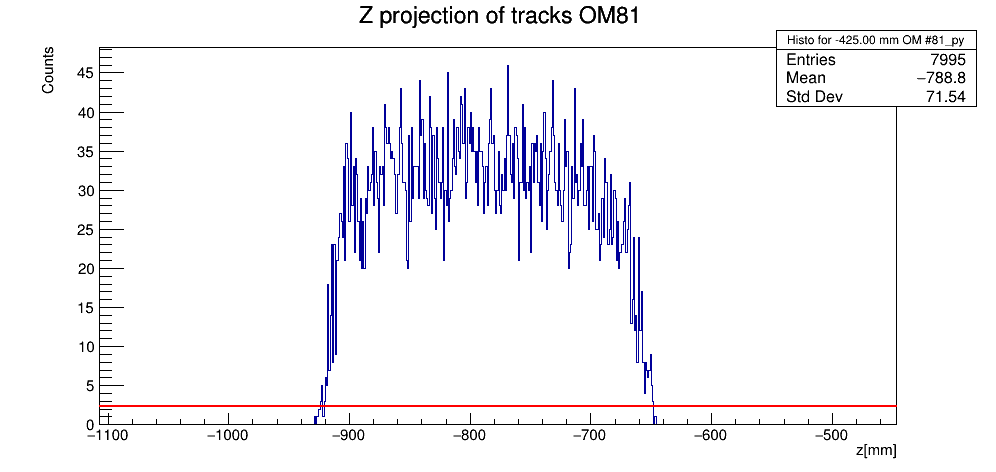 Z projection of tracks OM81
Histo for -425.00 mm OM #81_py
Entries 7995
Mean −788.8
Std Dev 71.54
Counts
45
40
35
30
25
20
15
10
5
0
−1100 −1000 −900 −800 −700 −600 −500
z[mm]